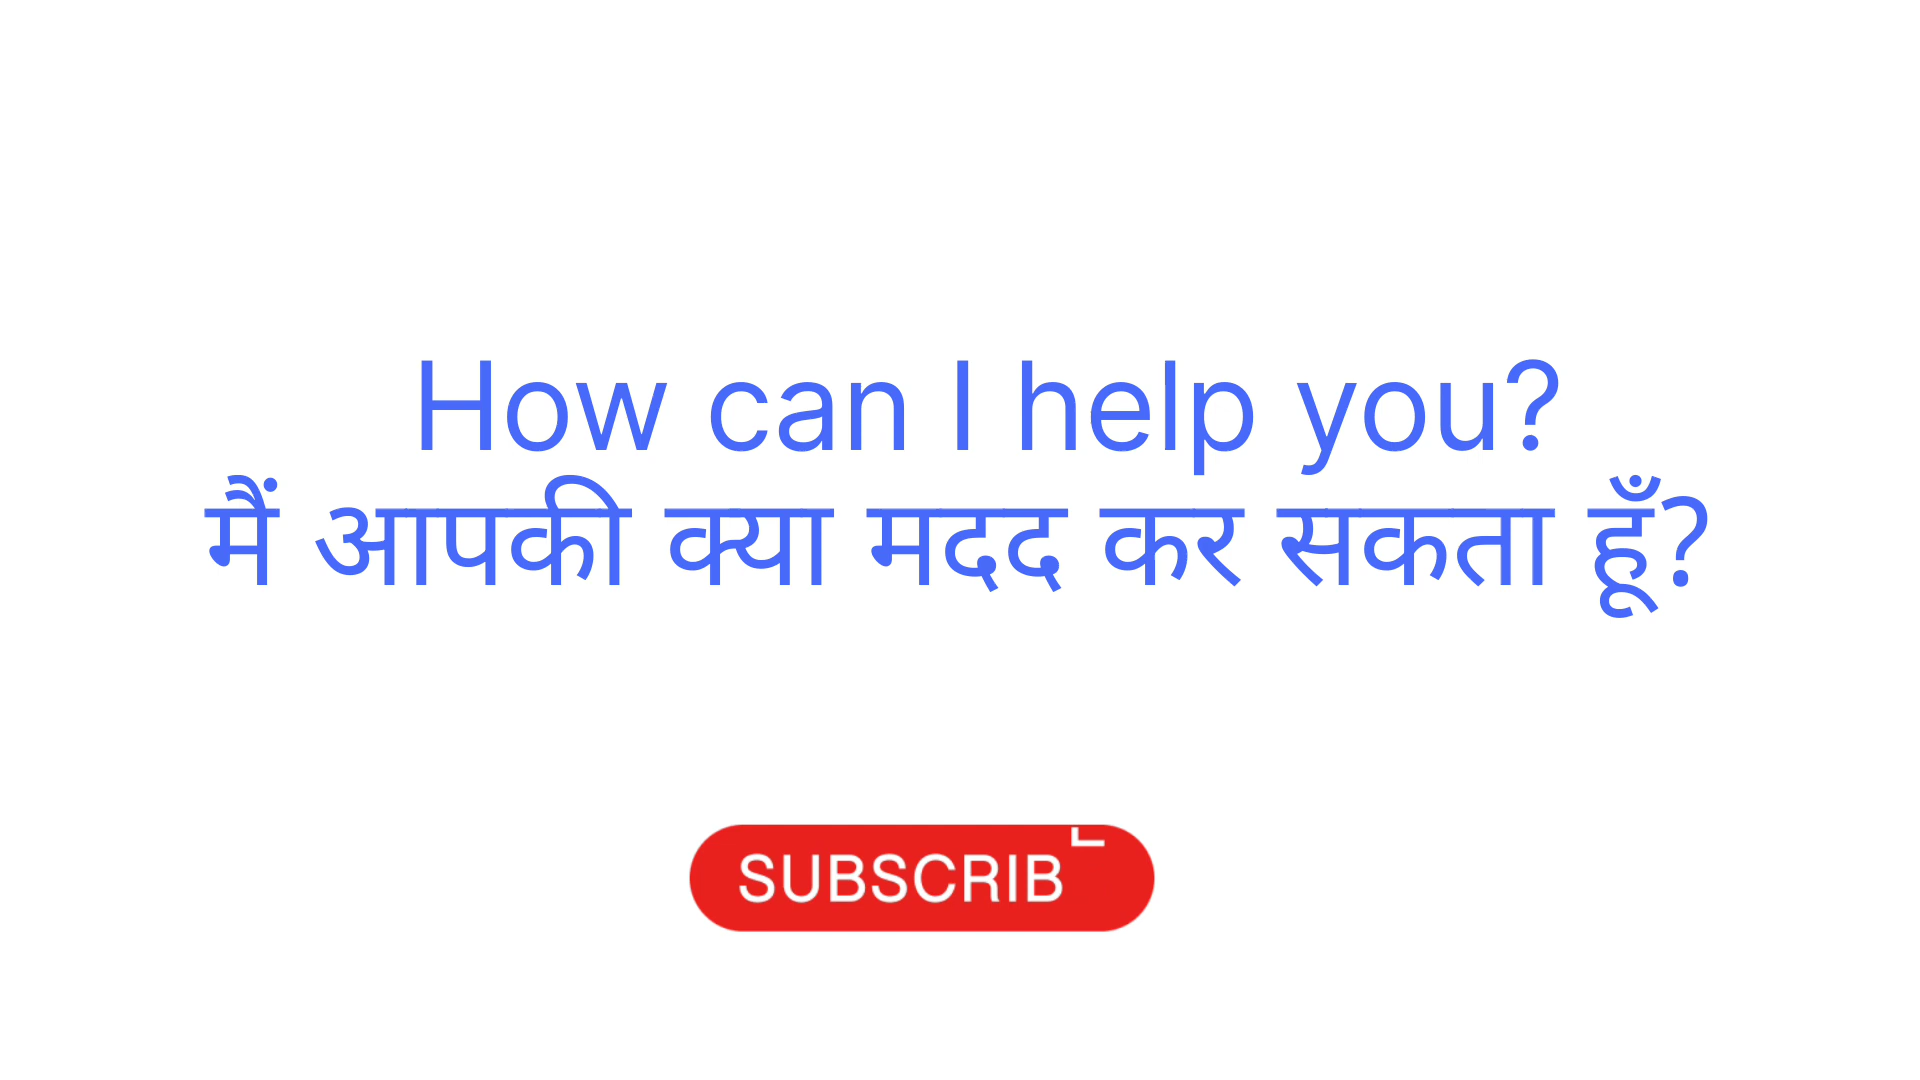 How can I help you?
मैं आपकी क्या मदद कर सकता हूँ?
SUBSCRIB